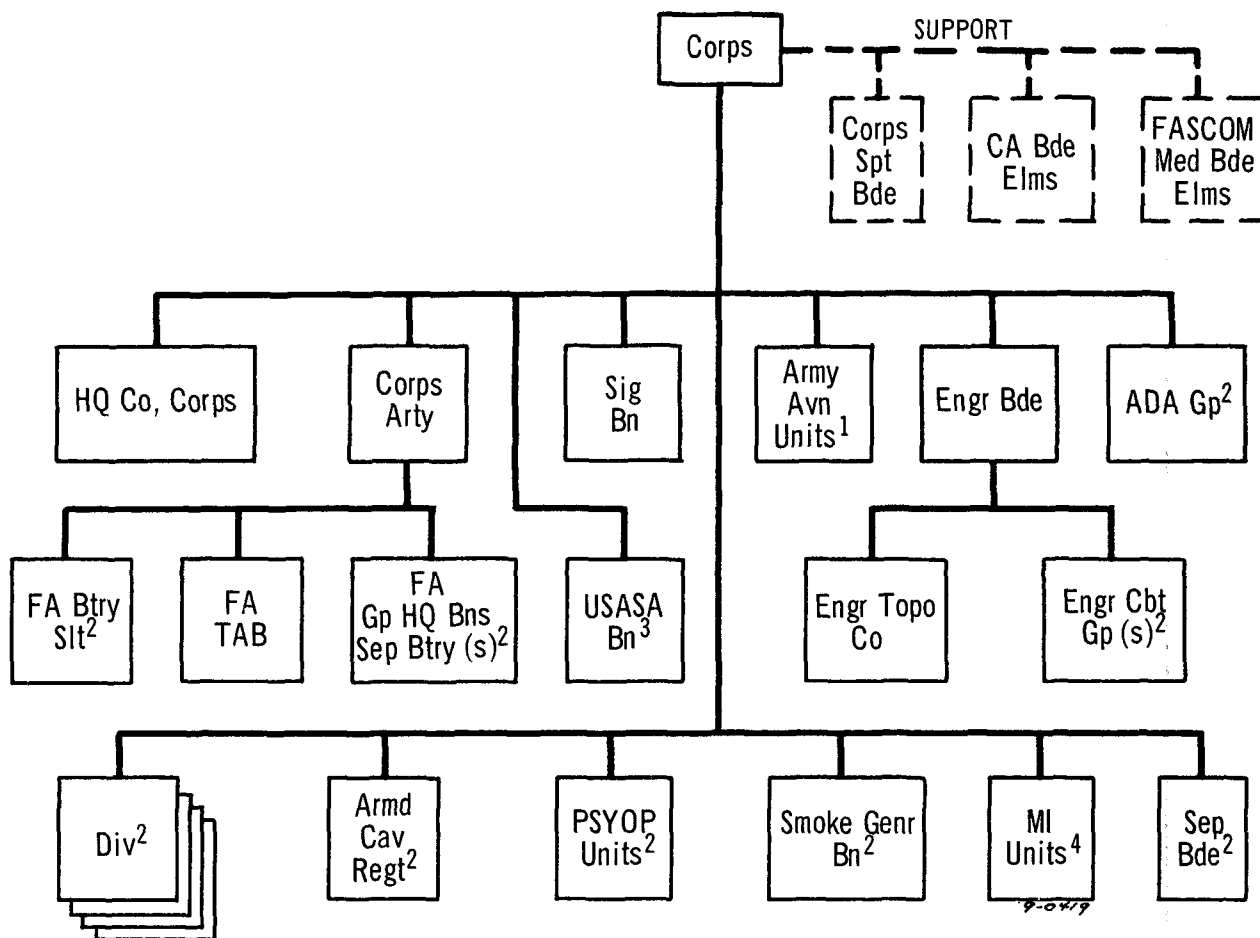 Corps
SUPPORT
Corps
Spt
Bde
CA Bde
Elms
FASCOM
Med Bde
Elms
HQ Co, Corps
Corps
Arty
Sig
Bn
Army
Avn
Units¹
Engr Bde
ADA Gp²
FA Btry
Slt²
FA
TAB
FA
Gp HQ Bns
Sep Btry (s)²
USASA
Bn³
Engr Topo
Co
Engr Cbt
Gp (s)²
Div²
Armd
Cav
Regt²
PSYOP
Units²
Smoke Genr
Bn²
MI
Units⁴
Sep
Bde²
9-0419